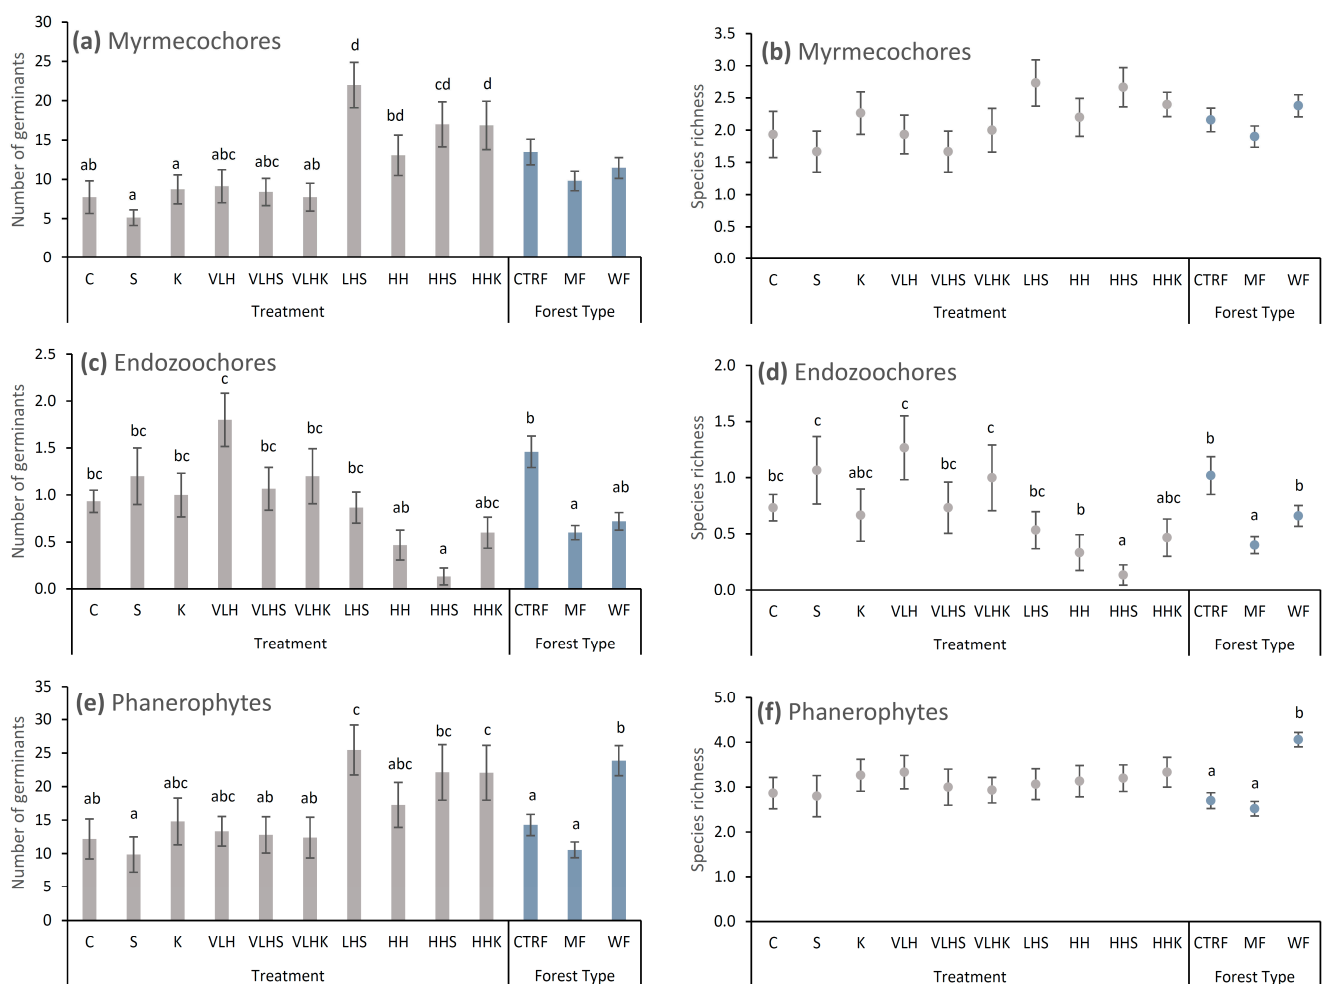 (a) Myrmecochores
Number of germinants
30
25
20
15
10
5
0
ab
a
a
abc
abc
ab
d
bd
cd
d
C S K VLH VLHS VLHK LHS HH HHS HHK CTRF MF WF
Treatment Forest Type
(b) Myrmecochores
Species richness
3.5
3.0
2.5
2.0
1.5
1.0
0.5
0.0
C S K VLH VLHS VLHK LHS HH HHS HHK CTRF MF WF
Treatment Forest Type
(c) Endozoochores
Number of germinants
2.5
2.0
1.5
1.0
0.5
0.0
bc
bc
bc
c
bc
bc
bc
ab
a
abc
b
a
ab
C S K VLH VLHS VLHK LHS HH HHS HHK CTRF MF WF
Treatment Forest Type
(d) Endozoochores
Species richness
2.0
1.5
1.0
0.5
0.0
bc
c
abc
c
bc
c
bc
b
a
abc
b
a
b
C S K VLH VLHS VLHK LHS HH HHS HHK CTRF MF WF
Treatment Forest Type
(e) Phanerophytes
Number of germinants
35
30
25
20
15
10
5
0
ab
a
abc
abc
ab
ab
c
abc
bc
c
a
a
b
C S K VLH VLHS VLHK LHS HH HHS HHK CTRF MF WF
Treatment Forest Type
(f) Phanerophytes
Species richness
5.0
4.0
3.0
2.0
1.0
0.0
a
a
b
C S K VLH VLHS VLHK LHS HH HHS HHK CTRF MF WF
Treatment Forest Type